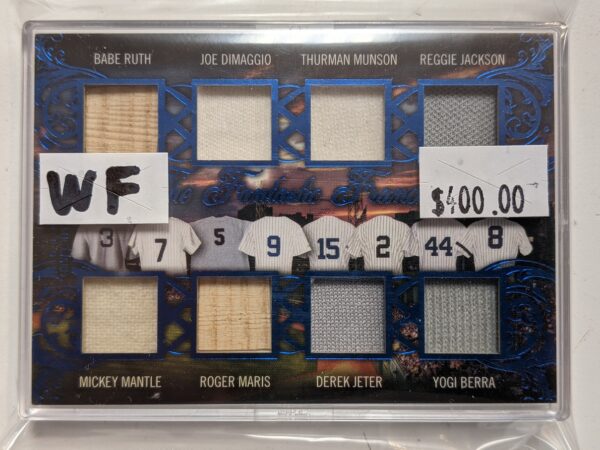 BABE RUTH JOE DIMAGGIO THURMAN MUNSON REGGIE JACKSON
WF $400.00
Fantastic
3 7 5 9 15 2 44 8
MICKEY MANTLE ROGER MARIS DEREK JETER YOGI BERRA